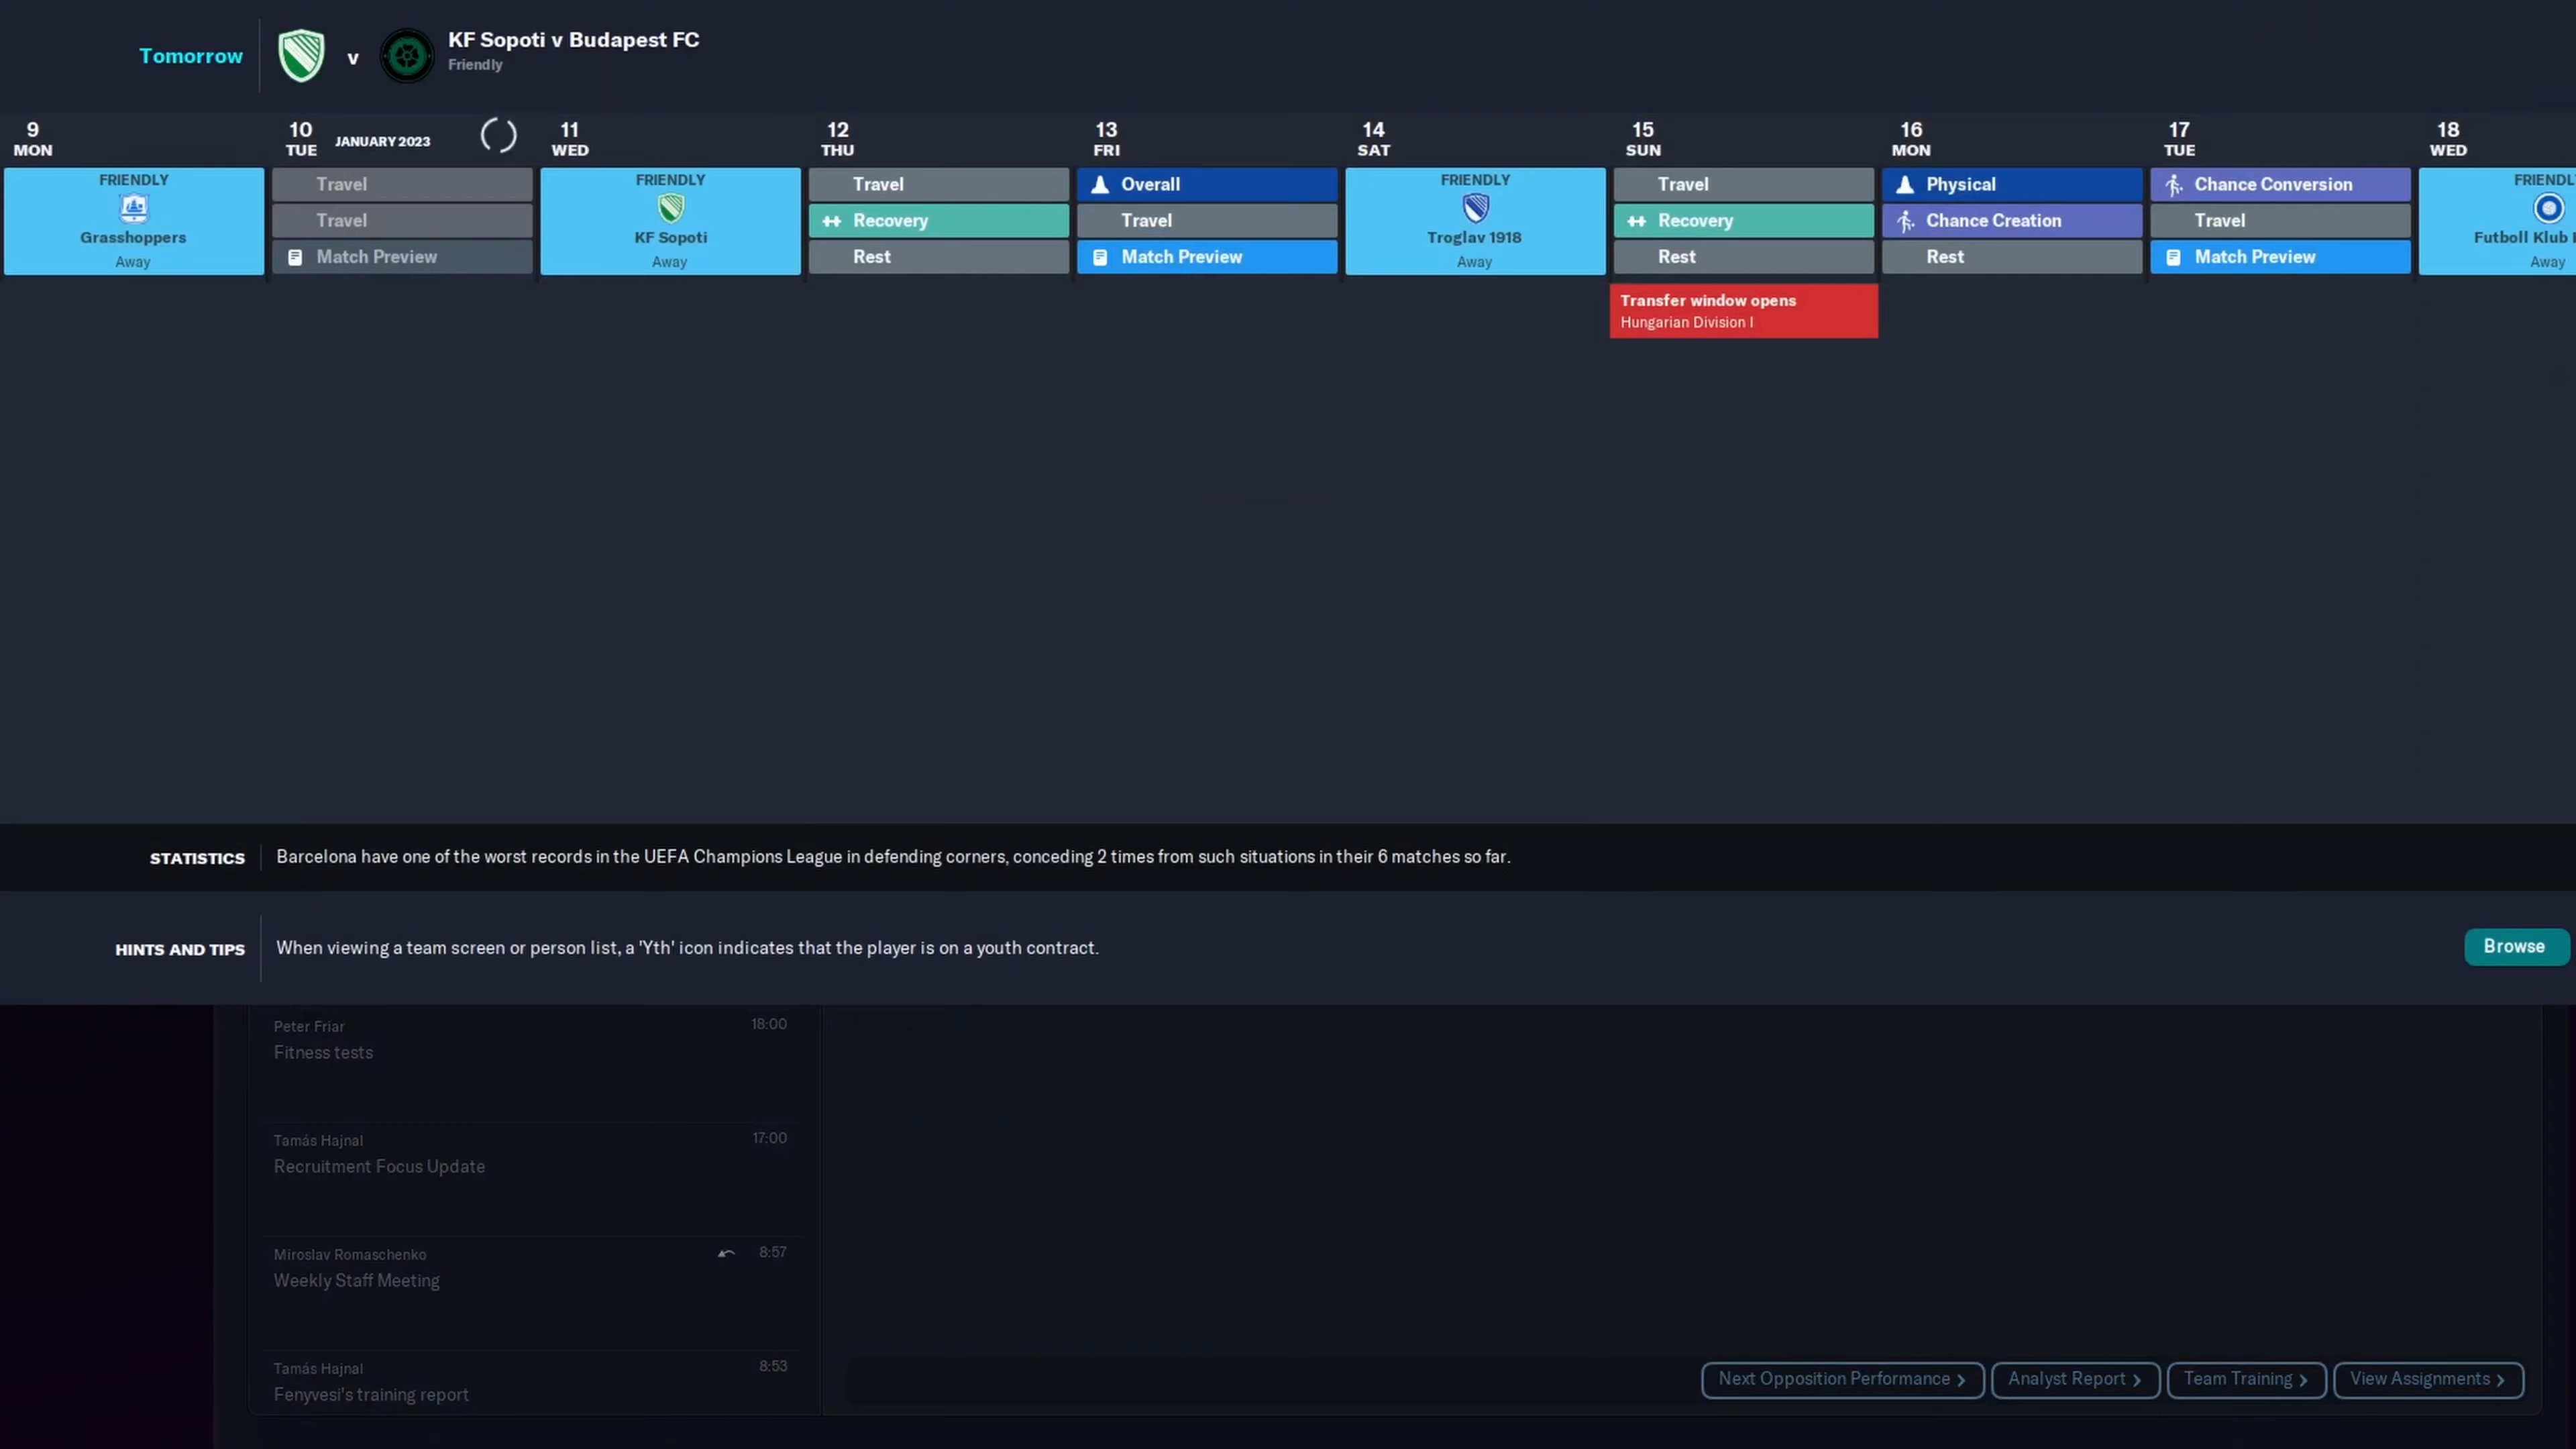 Tomorrow
v
KF Sopoti v Budapest FC
Friendly
9
MON
10
TUE
JANUARY 2023
11
WED
12
THU
13
FRI
14
SAT
15
SUN
16
MON
17
TUE
18
WED
FRIENDLY
Grasshoppers
Away
Travel
Travel
Match Preview
FRIENDLY
KF Sopoti
Away
Travel
Recovery
Rest
Overall
Travel
Match Preview
FRIENDLY
Troglav 1918
Away
Travel
Recovery
Rest
Transfer window opens
Hungarian Division I
Physical
Chance Creation
Rest
Chance Conversion
Travel
Match Preview
Futboll Klub
Away
STATISTICS
Barcelona have one of the worst records in the UEFA Champions League in defending corners, conceding 2 times from such situations in their 6 matches so far.
HINTS AND TIPS
When viewing a team screen or person list, a 'Yth' icon indicates that the player is on a youth contract.
Browse
Peter Friar
18:00
Fitness tests
Tamás Hajnal
17:00
Recruitment Focus Update
Miroslav Romaschenko
8:57
Weekly Staff Meeting
Tamás Hajnal
8:53
Fenyvesi's training report
Next Opposition Performance
Analyst Report
Team Training
View Assignments